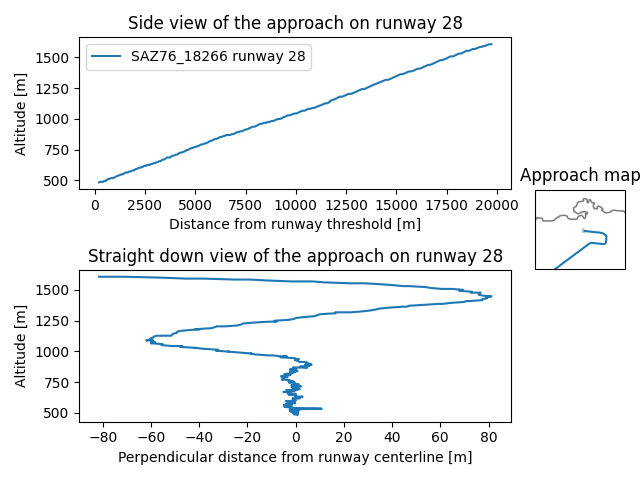 Side view of the approach on runway 28
Altitude [m]
1500
1250
1000
750
500
SAZ76_18266 runway 28
0 2500 5000 7500 10000 12500 15000 17500 20000
Distance from runway threshold [m]
Approach map
Straight down view of the approach on runway 28
Altitude [m]
1500
1250
1000
750
500
−80 −60 −40 −20 0 20 40 60 80
Perpendicular distance from runway centerline [m]